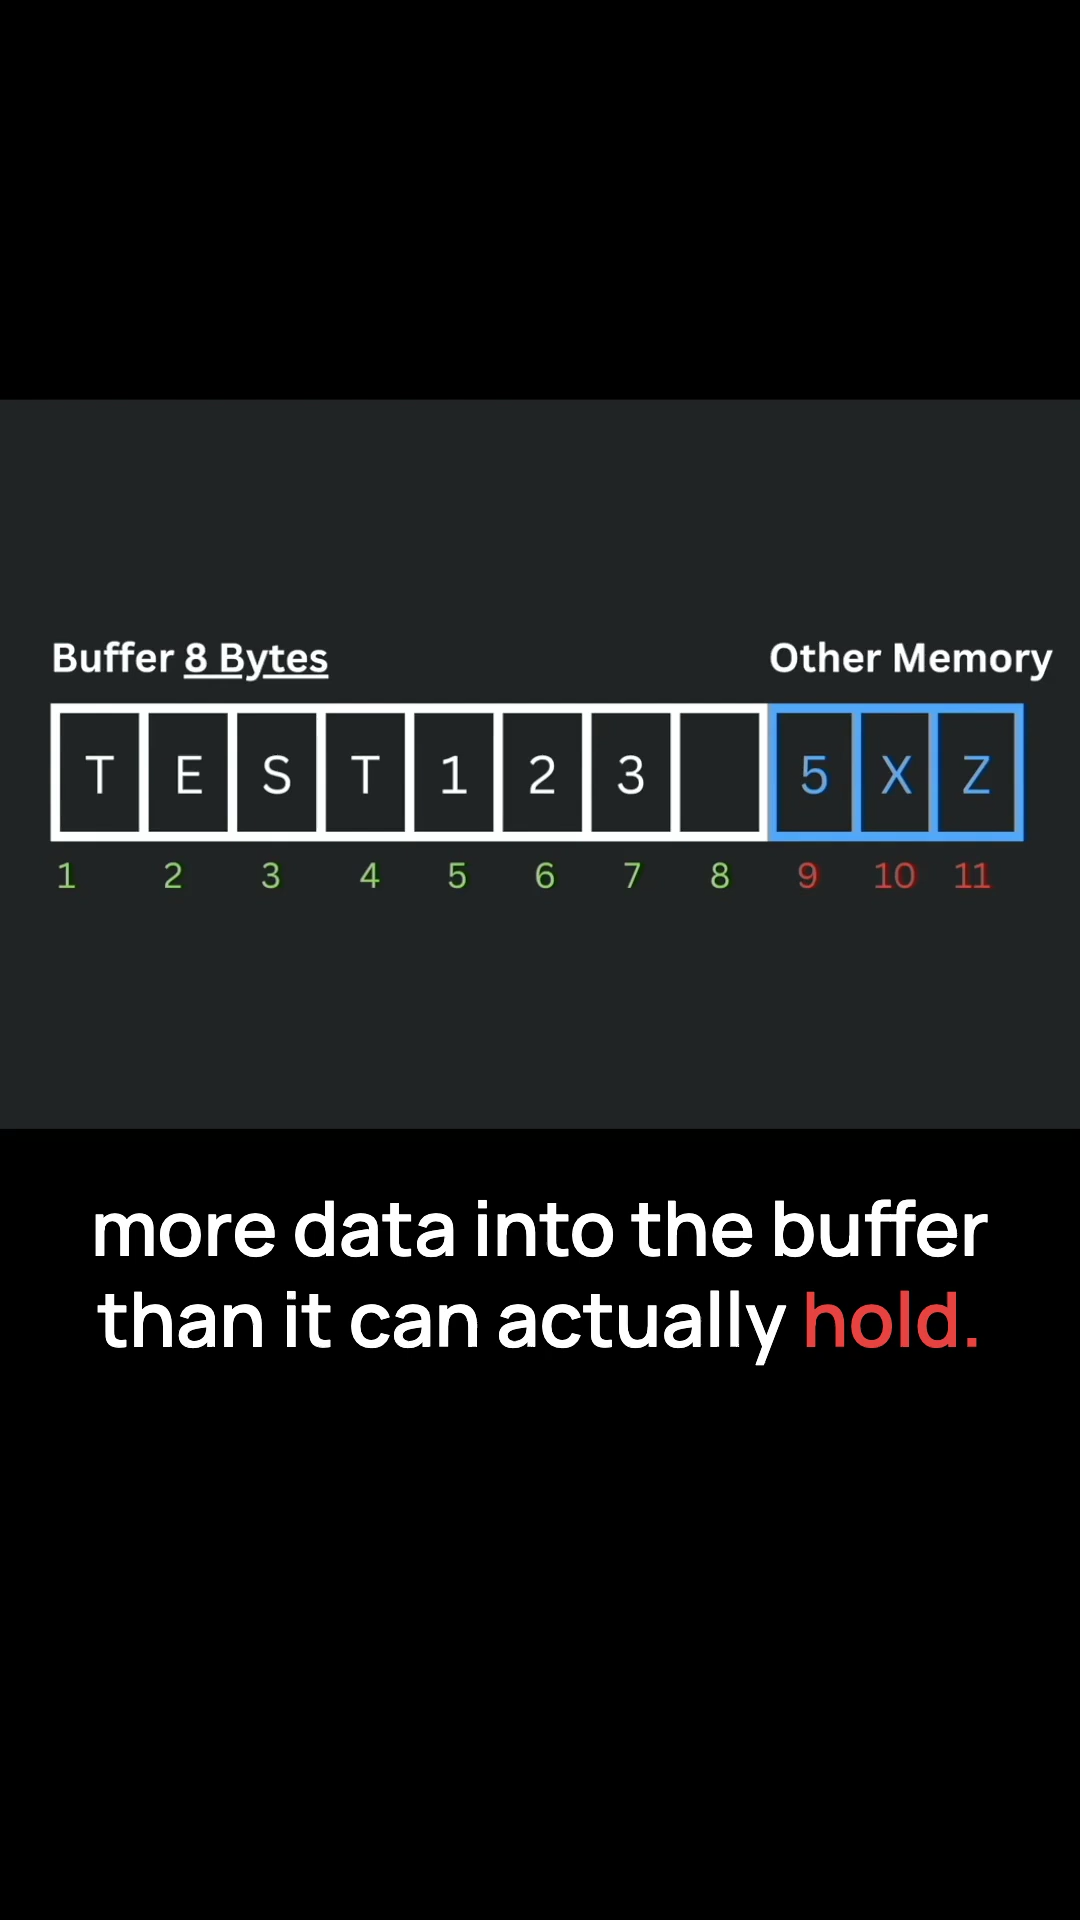 Buffer 8 Bytes Other Memory
T E S T 1 2 3 5 X Z
1 2 3 4 5 6 7 8 9 10 11
more data into the buffer
than it can actually hold.